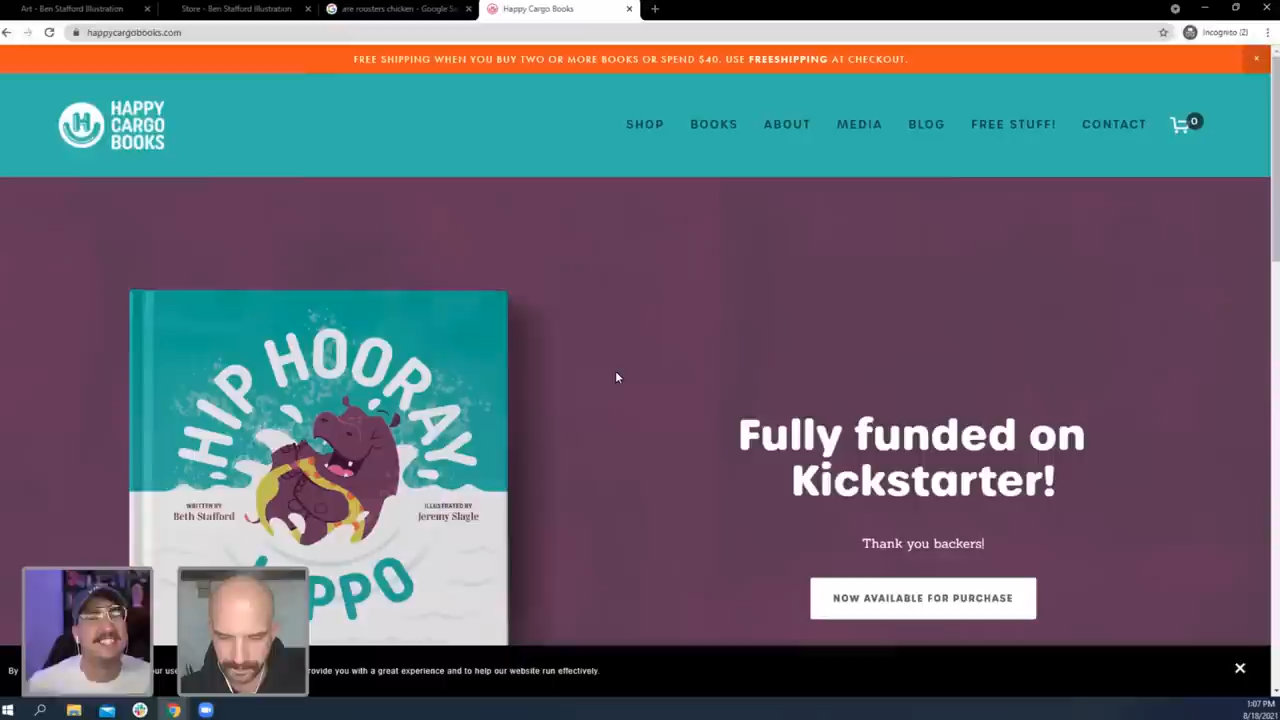 Art - Ben Stafford Illustration
Store - Ben Stafford Illustration
are roosters chicken - Google Se
Happy Cargo Books
happycargobooks.com
Incognito (2)
FREE SHIPPING WHEN YOU BUY TWO OR MORE BOOKS OR SPEND $40. USE FREESHIPPING AT CHECKOUT.
HAPPY
CARGO
BOOKS
SHOP
BOOKS
ABOUT
MEDIA
BLOG
FREE STUFF!
CONTACT
0
HIP HOORAY
WRITTEN BY
Beth Stafford
ILLUSTRATED BY
Jeremy Slagle
PPO
Fully funded on
Kickstarter!
Thank you backers!
NOW AVAILABLE FOR PURCHASE
By
our use
provide you with a great experience and to help our website run effectively.
1:07 PM
8/18/2021